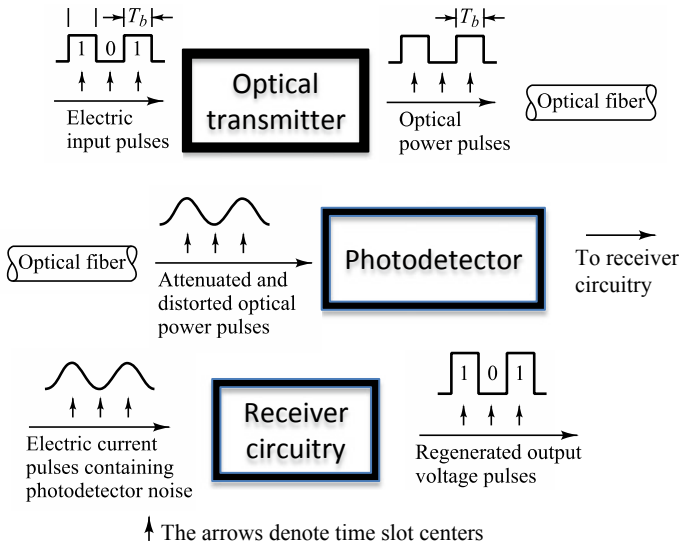 T_b
1 0 1
Electric
input pulses
Optical
transmitter
T_b
Optical
power pulses
Optical fiber
Optical fiber
Attenuated and
distorted optical
power pulses
Photodetector
To receiver
circuitry
Electric current
pulses containing
photodetector noise
Receiver
circuitry
1 0 1
Regenerated output
voltage pulses
The arrows denote time slot centers